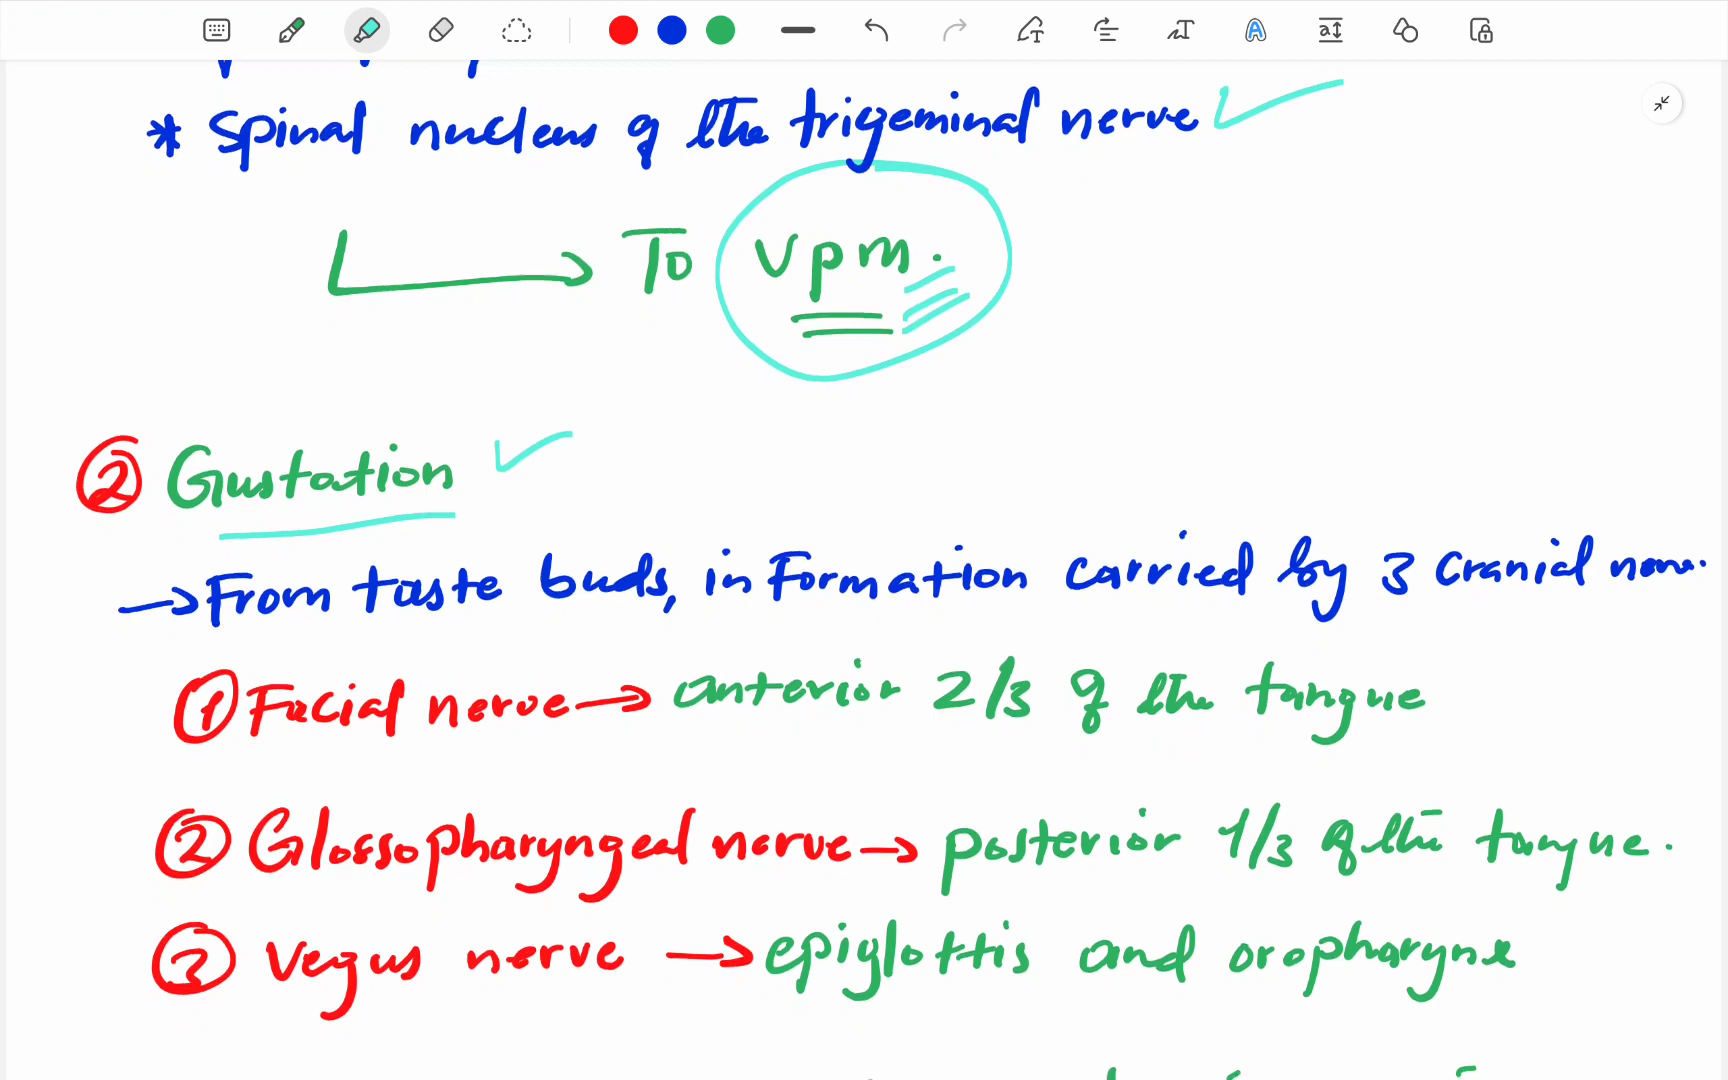 * Spinal nucleus of the trigeminal nerve
To vpm.
② Gustation
→ From taste buds, information carried by 3 cranial
① Facial nerve → anterior 2/3 of the tongue
② Glossopharyngeal nerve → posterior 1/3 of the tongue.
③ Vegus nerve → epiglottis and oropharynx